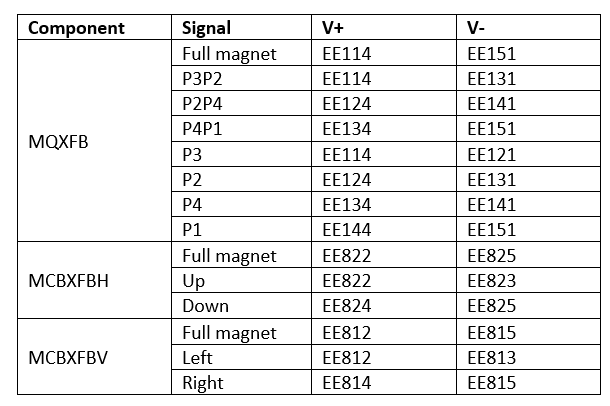 Component Signal V+ V-
MQXFB Full magnet EE114 EE151
P3P2 EE114 EE131
P2P4 EE124 EE141
P4P1 EE134 EE151
P3 EE114 EE121
P2 EE124 EE131
P4 EE134 EE141
P1 EE144 EE151
MCBXFBH Full magnet EE822 EE825
Up EE822 EE823
Down EE824 EE825
MCBXFBV Full magnet EE812 EE815
Left EE812 EE813
Right EE814 EE815